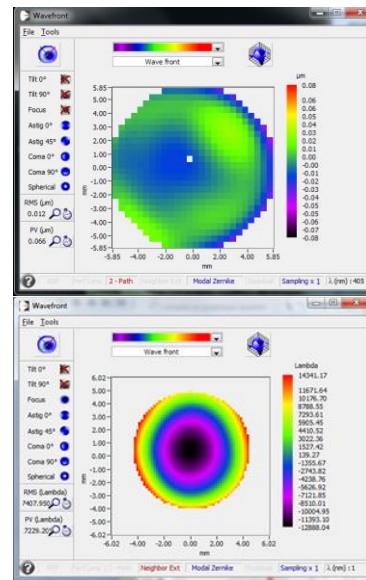 Wavefront
File Tools
Wave front
Tilt 0°
Tilt 90°
Focus
Astig 0°
Astig 45°
Coma 0°
Coma 90°
Spherical
RMS (µm)
0.012
PV (µm)
0.066
5.85
5.00
4.00
3.00
2.00
1.00
0.00
-1.00
-2.00
-3.00
-4.00
-5.00
-5.85
mm
-5.85 -4.00 -2.00 0.00 2.00 4.00 5.85
mm
µm
0.08
0.06
0.05
0.04
0.03
0.02
0.01
0.00
-0.01
-0.02
-0.03
-0.04
-0.05
-0.06
-0.07
-0.08
2 - Path Neighbor Ext Modal Zernike Sampling x 1 λ (nm) : 405
Wavefront
File Tools
Wave front
Tilt 0°
Tilt 90°
Focus
Astig 0°
Astig 45°
Coma 0°
Coma 90°
Spherical
RMS (Lambda)
7407.950
PV (Lambda)
7229.20
6.02
5.00
4.00
3.00
2.00
1.00
0.00
-1.00
-2.00
-3.00
-4.00
-5.00
-6.02
mm
-6.02 -4.00 -2.00 0.00 2.00 4.00 6.02
mm
Lambda
14341.17
11671.64
10176.70
8788.55
7293.61
5905.45
4410.52
3022.36
1527.42
139.27
-1355.67
-2743.82
-4238.76
-5626.92
-7121.85
-8510.01
-10004.95
-11393.10
-12888.04
Neighbor Ext Modal Zernike Sampling x 1 λ (nm) : 1